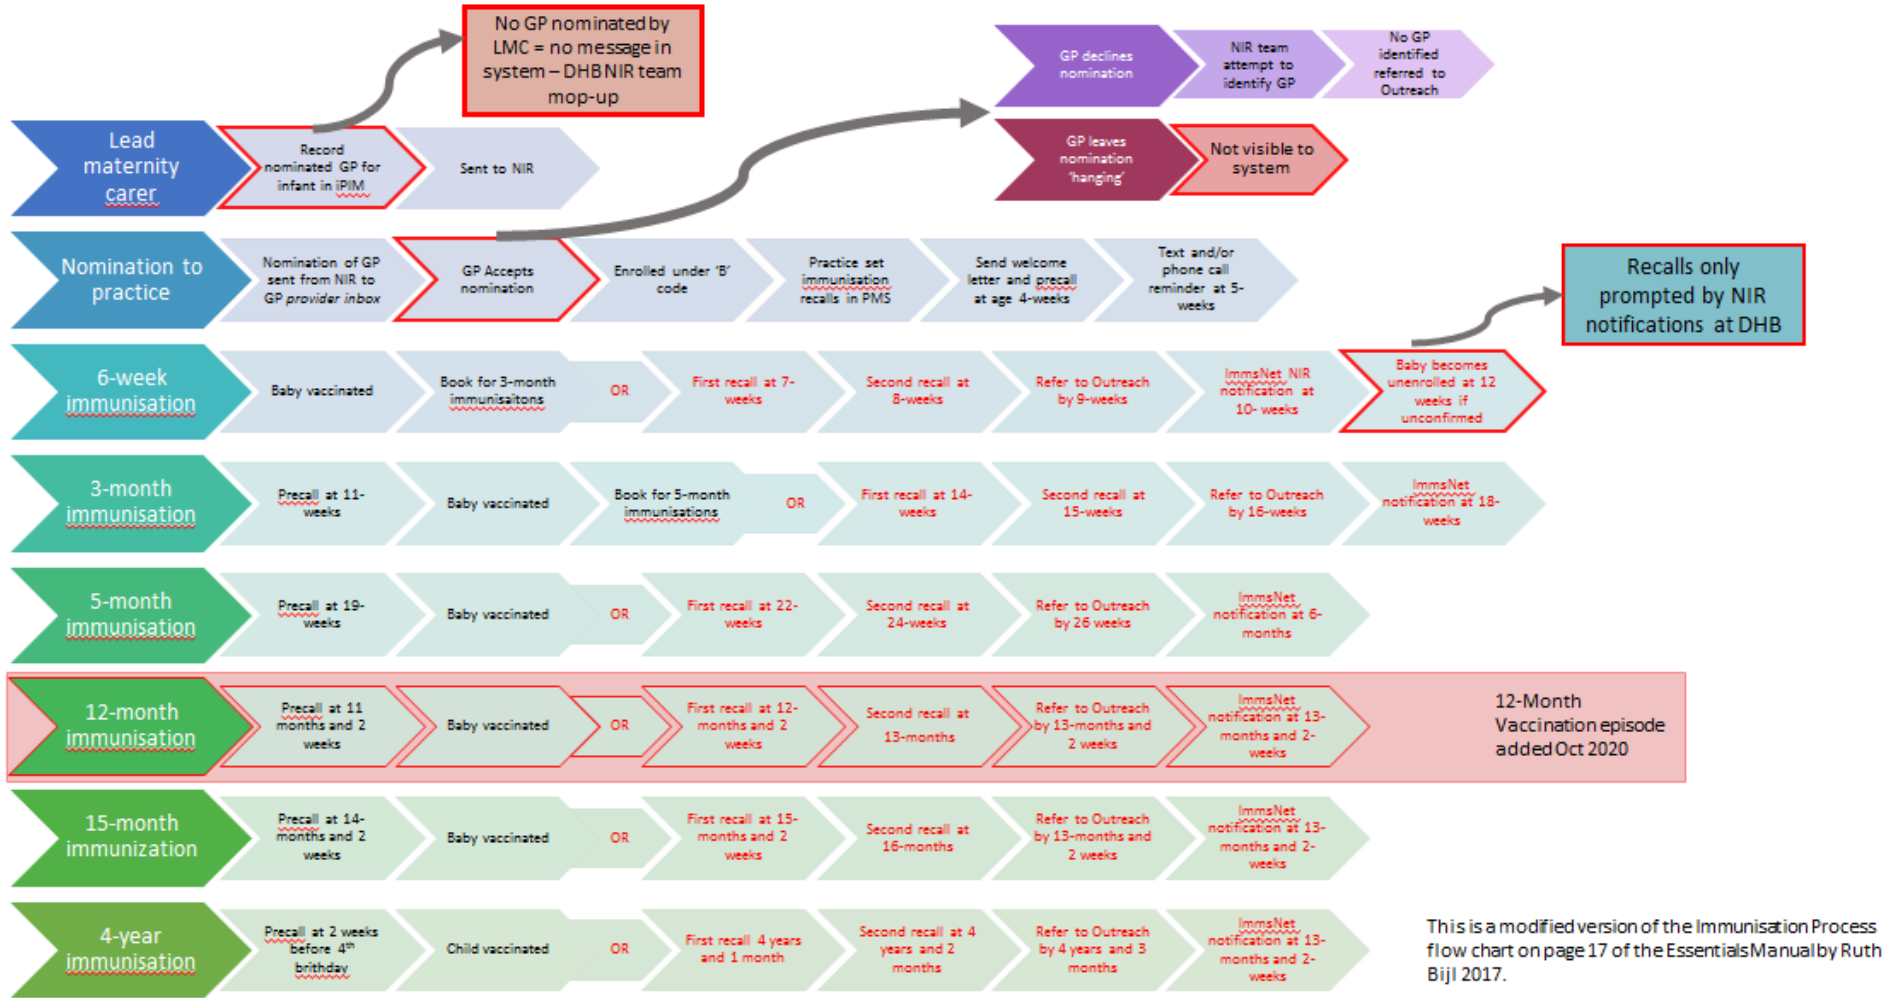 No GP nominated by
LMC = no message in
system – DHB NIR team
mop-up
GP declines
nomination
NIR team
attempt to
identify GP
No GP
identified
referred to
Outreach
GP leaves
nomination
'hanging'
Not visible to
system
Lead
maternity
carer
Record
nominated GP for
infant in iPIM
Sent to NIR
Nomination to
practice
Nomination of GP
sent from NIR to
GP provider inbox
GP Accepts
nomination
Enrolled under 'B'
code
Practice set
immunisation
recalls in PMS
Send welcome
letter and precall
at age 4-weeks
Text and/or
phone call
reminder at 5-
weeks
Recalls only
prompted by NIR
notifications at DHB
6-week
immunisation
Baby vaccinated
Book for 3-month
immunisaitons
OR
First recall at 7-
weeks
Second recall at
8-weeks
Refer to Outreach
by 9-weeks
ImmsNet NIR
notification at
10- weeks
Baby becomes
unenrolled at 12
weeks if
unconfirmed
3-month
immunisation
Precall at 11-
weeks
Baby vaccinated
Book for 5-month
immunisations
OR
First recall at 14-
weeks
Second recall at
15-weeks
Refer to Outreach
by 16-weeks
ImmsNet
notification at 18-
weeks
5-month
immunisation
Precall at 19-
weeks
Baby vaccinated
OR
First recall at 22-
weeks
Second recall at
24-weeks
Refer to Outreach
by 26 weeks
ImmsNet
notification at 6-
months
12-month
immunisation
Precall at 11
months and 2
weeks
Baby vaccinated
OR
First recall at 12-
months and 2
weeks
Second recall at
13-months
Refer to Outreach
by 13-months and
2 weeks
ImmsNet
notification at 13-
months and 2-
weeks
12-Month
Vaccination episode
added Oct 2020
15-month
immunization
Precall at 14-
months and 2
weeks
Baby vaccinated
OR
First recall at 15-
months and 2
weeks
Second recall at
16-months
Refer to Outreach
by 13-months and
2 weeks
ImmsNet
notification at 13-
months and 2-
weeks
4-year
immunisation
Precall at 2 weeks
before 4th
brithday
Child vaccinated
OR
First recall 4 years
and 1 month
Second recall at 4
years and 2
months
Refer to Outreach
by 4 years and 3
months
ImmsNet
notification at 13-
months and 2-
weeks
This is a modified version of the Immunisation Process
flow chart on page 17 of the Essentials Manual by Ruth
Bijl 2017.